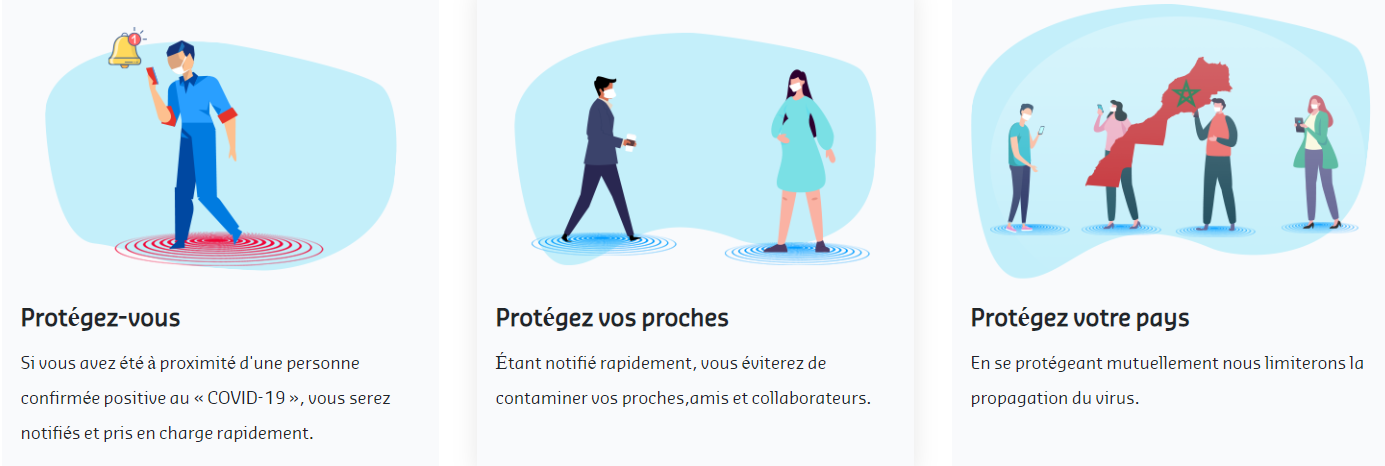 1
Protégez-vous
Si vous avez été à proximité d'une personne
confirmée positive au « COVID-19 », vous serez
notifiés et pris en charge rapidement.
Protégez vos proches
Étant notifié rapidement, vous éviterez de
contaminer vos proches,amis et collaborateurs.
Protégez votre pays
En se protégeant mutuellement nous limiterons la
propagation du virus.